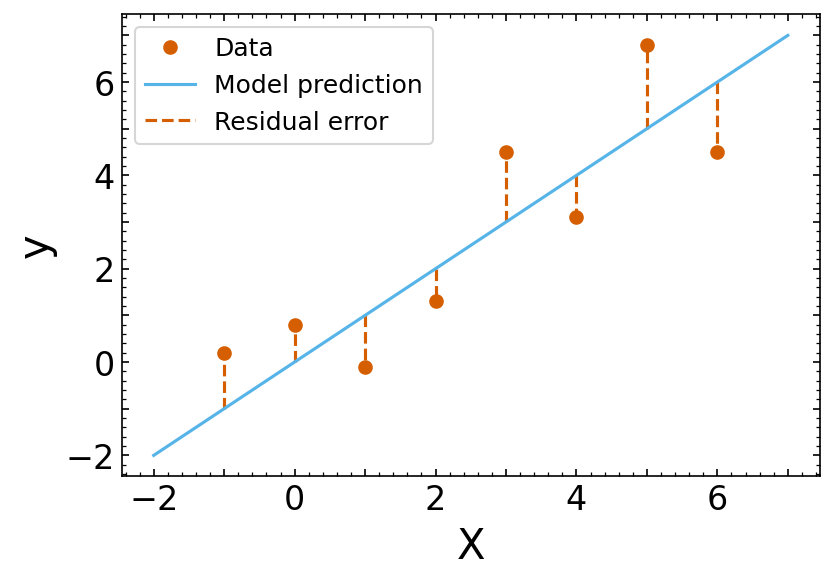 Data
Model prediction
Residual error
6
4
2
0
−2
y
−2 0 2 4 6
X